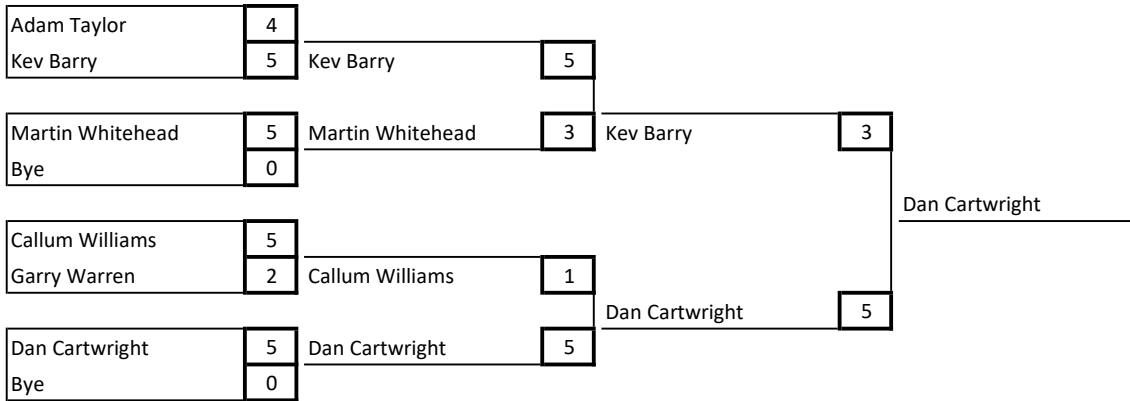 Adam Taylor 4
Kev Barry 5 Kev Barry 5
Martin Whitehead 5 Martin Whitehead 3 Kev Barry 3
Bye 0
Dan Cartwright
Callum Williams 5
Garry Warren 2 Callum Williams 1
Dan Cartwright 5
Dan Cartwright 5 Dan Cartwright 5
Bye 0